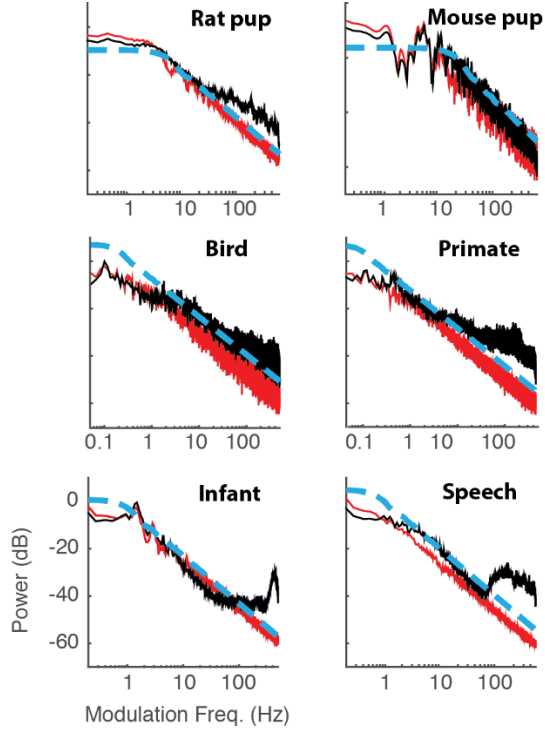 Rat pup
Mouse pup
1 10 100
1 10 100
Bird
Primate
0.1 1 10 100
0.1 1 10 100
Infant
Speech
0
-20
-40
-60
Power (dB)
1 10 100
1 10 100
Modulation Freq. (Hz)